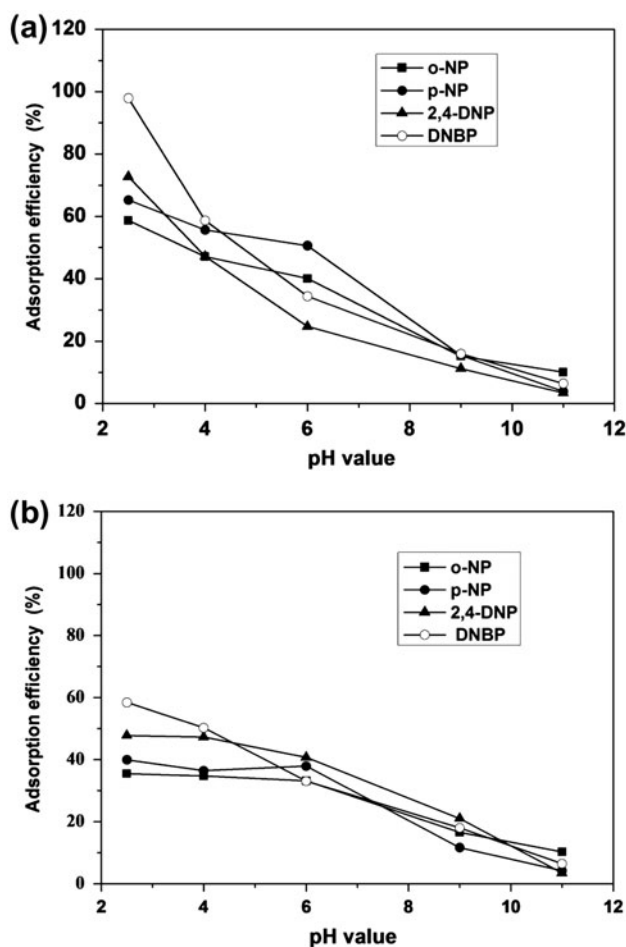 (a)
120
100
80
60
40
20
0
Adsorption efficiency (%)
o-NP
p-NP
2,4-DNP
DNBP
2 4 6 8 10 12
pH value
(b)
120
100
80
60
40
20
0
Adsorption efficiency (%)
o-NP
p-NP
2,4-DNP
DNBP
2 4 6 8 10 12
pH value